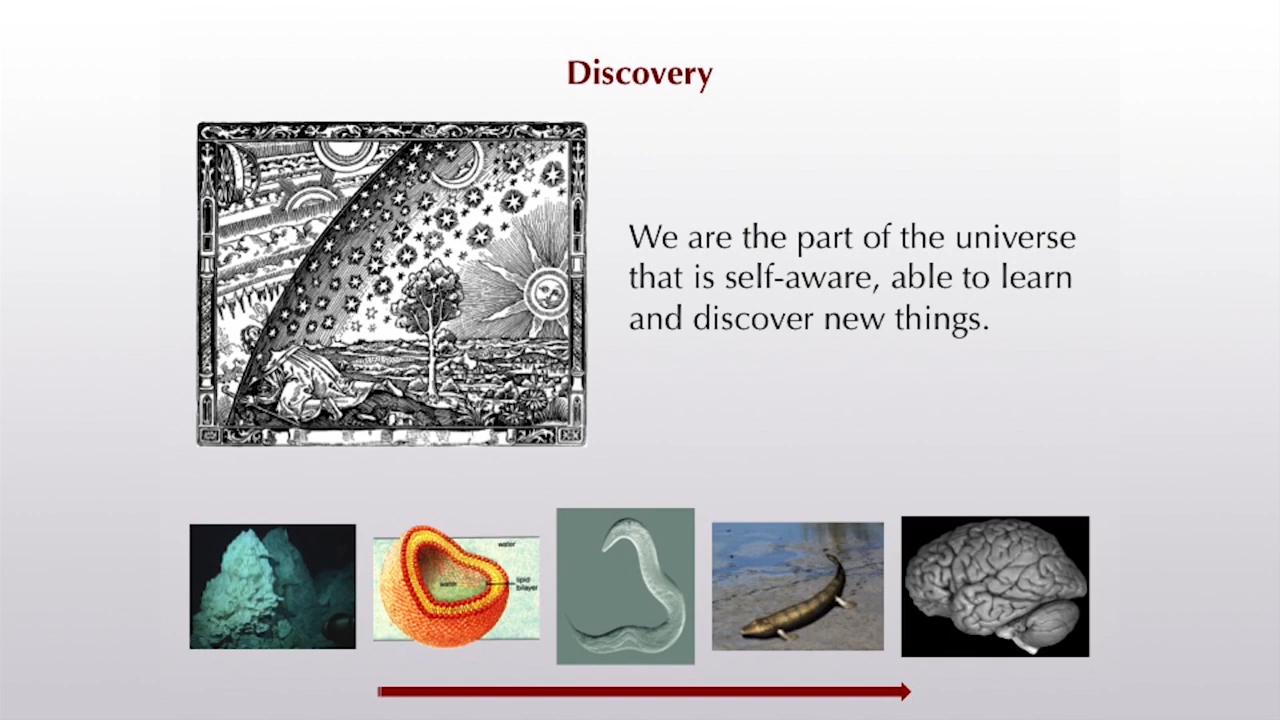 Discovery
We are the part of the universe
that is self-aware, able to learn
and discover new things.
water
water
lipid
bilayer